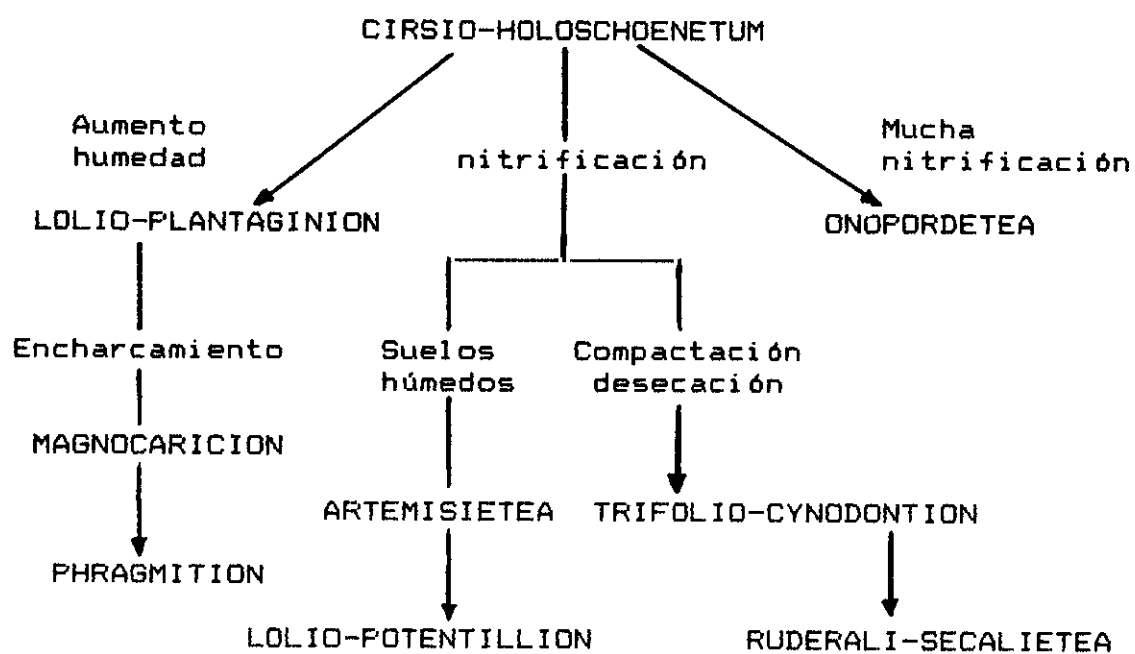 CIRSIO-HOLOSCHOENETUM
Aumento
humedad
nitrificación
Mucha
nitrificación
LOLIO-PLANTAGINION
ONOPORDETEA
Encharcamiento
Suelos
húmedos
Compactación
desecación
MAGNOCARICION
ARTEMISIETEA
TRIFOLIO-CYNODONTION
PHRAGMITION
LOLIO-POTENTILLION
RUDERALI-SECALIETEA